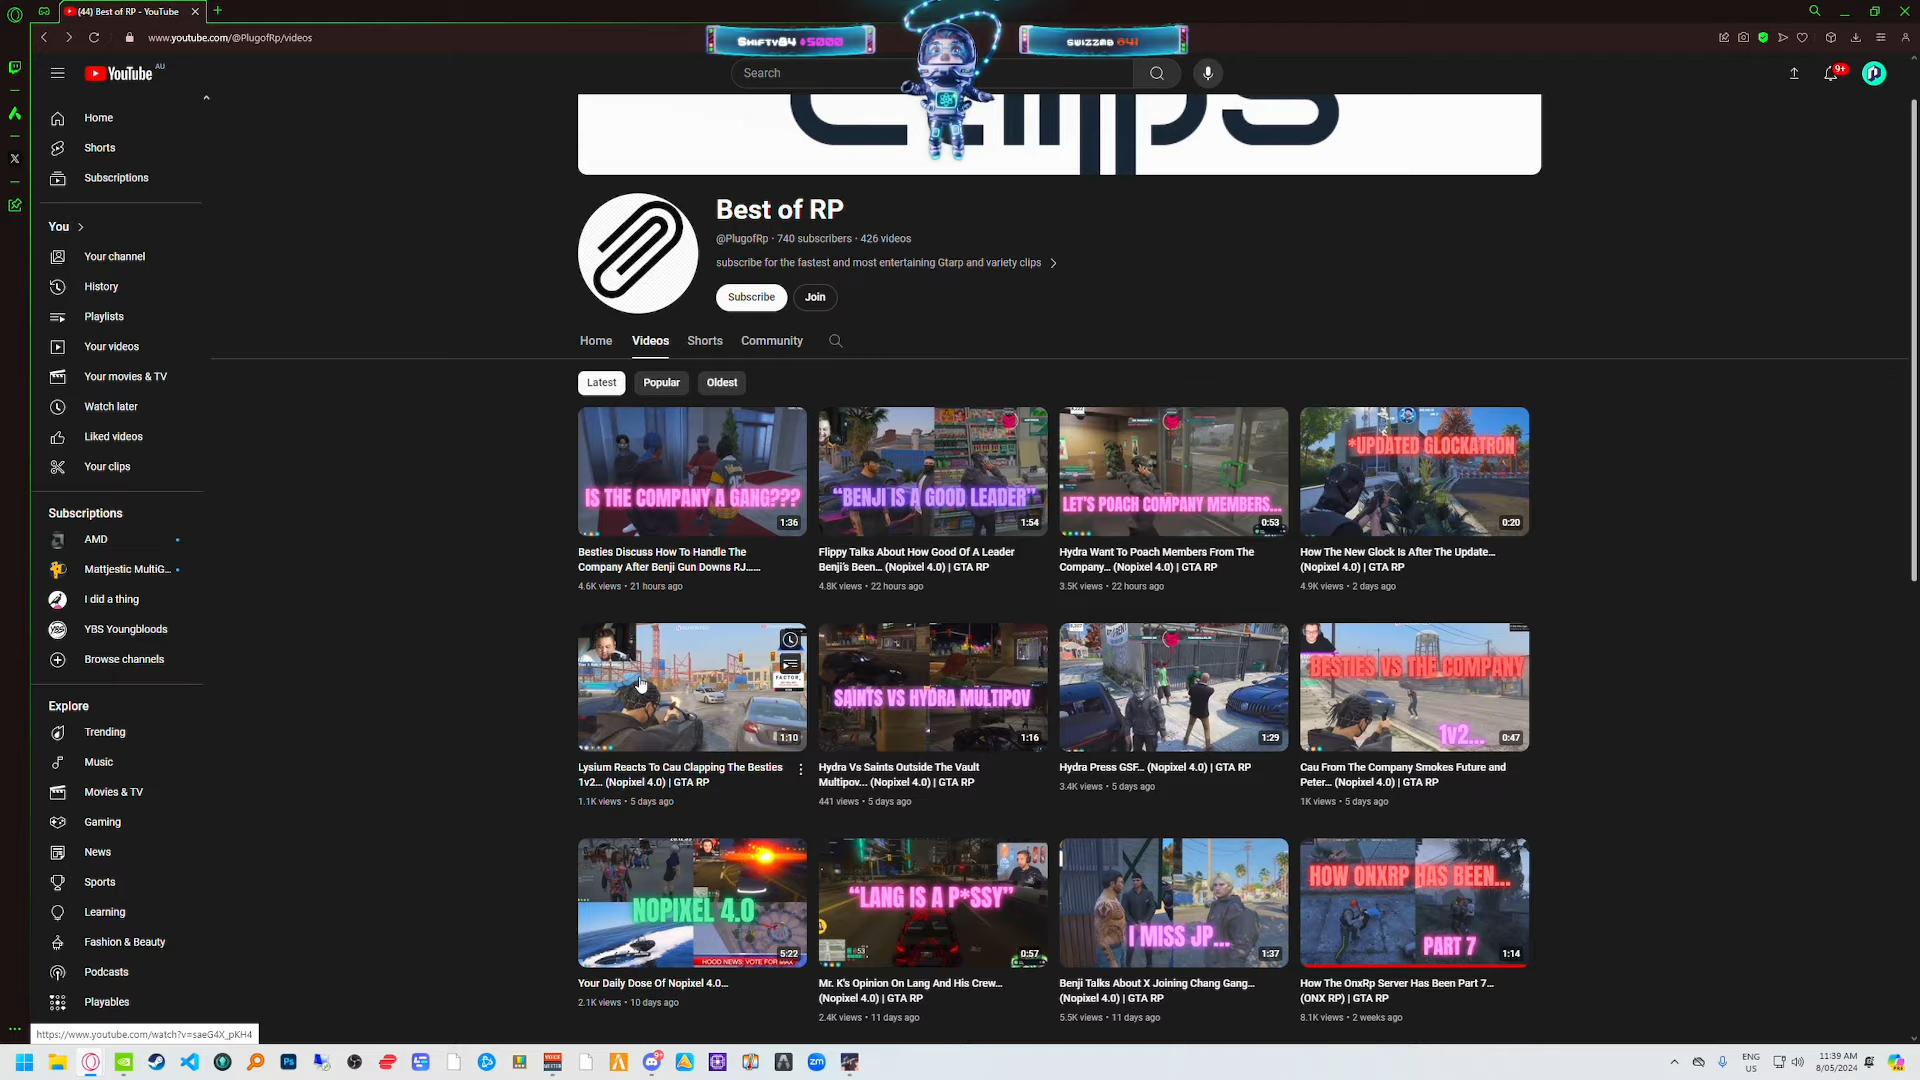 (44) Best of RP - YouTube
www.youtube.com/@PlugofRp/videos
SHIFTY84 $5000
SWIZZMB 641
YouTube AU
Search
9+
Clips
Home
Shorts
Subscriptions
You
Your channel
History
Playlists
Your videos
Your movies & TV
Watch later
Liked videos
Your clips
Subscriptions
AMD
Mattjestic MultiG...
I did a thing
YBS Youngbloods
Browse channels
Explore
Trending
Music
Movies & TV
Gaming
News
Sports
Learning
Fashion & Beauty
Podcasts
Playables
Best of RP
@PlugofRp · 740 subscribers · 426 videos
subscribe for the fastest and most entertaining Gtarp and variety clips
Subscribe
Join
Home Videos Shorts Community
Latest Popular Oldest
IS THE COMPANY A GANG???
1:36
Besties Discuss How To Handle The
Company After Benji Gun Downs RJ......
4.6K views • 21 hours ago
"BENJI IS A GOOD LEADER"
1:54
Flippy Talks About How Good Of A Leader
Benji's Been... (Nopixel 4.0) | GTA RP
4.8K views • 22 hours ago
LET'S POACH COMPANY MEMBERS...
0:53
Hydra Want To Poach Members From The
Company... (Nopixel 4.0) | GTA RP
3.5K views • 22 hours ago
*UPDATED GLOCKATRON
0:20
How The New Glock Is After The Update...
(Nopixel 4.0) | GTA RP
4.9K views • 2 days ago
FACTOR_
1:10
Lysium Reacts To Cau Clapping The Besties
1v2... (Nopixel 4.0) | GTA RP
1.1K views • 5 days ago
SAINTS VS HYDRA MULTIPOV
1:16
Hydra Vs Saints Outside The Vault
Multipov... (Nopixel 4.0) | GTA RP
441 views • 5 days ago
1:29
Hydra Press GSF... (Nopixel 4.0) | GTA RP
3.4K views • 5 days ago
BESTIES VS THE COMPANY
1v2...
0:47
Cau From The Company Smokes Future and
Peter... (Nopixel 4.0) | GTA RP
1K views • 5 days ago
NOPIXEL 4.0
HOOD NEWS: VOTE FOR MAX
5:22
Your Daily Dose Of Nopixel 4.0...
2.1K views • 10 days ago
"LANG IS A P*SSY"
0:57
Mr. K's Opinion On Lang And His Crew...
(Nopixel 4.0) | GTA RP
2.4K views • 11 days ago
I MISS JP...
1:37
Benji Talks About X Joining Chang Gang...
(Nopixel 4.0) | GTA RP
5.5K views • 11 days ago
HOW ONXRP HAS BEEN...
PART 7
1:14
How The OnxRp Server Has Been Part 7...
(ONX RP) | GTA RP
8.1K views • 2 weeks ago
https://www.youtube.com/watch?v=saeG4X_pKH4
ENG
US
11:39 AM
8/05/2024